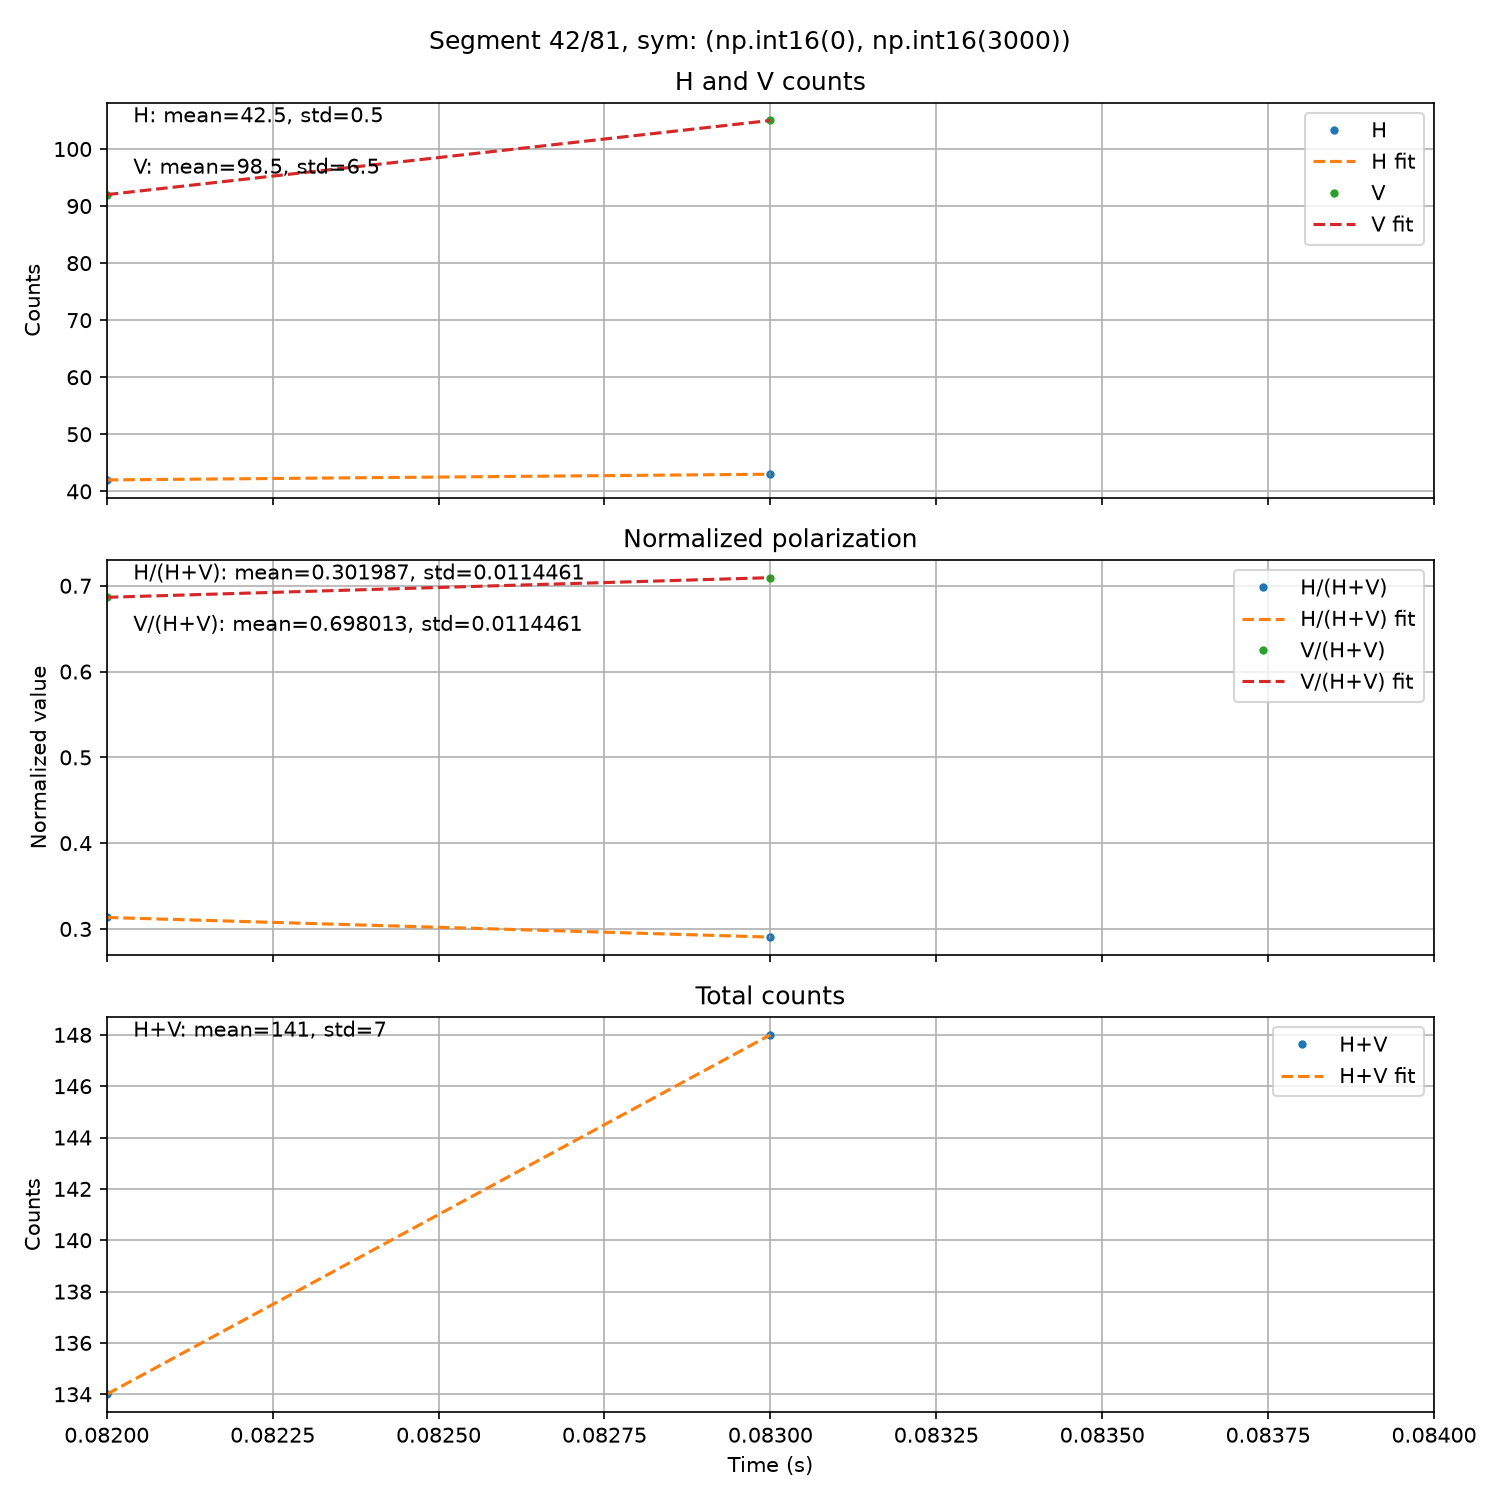 Segment 42/81, sym: (np.int16(0), np.int16(3000))
H and V counts
H: mean=42.5, std=0.5
V: mean=98.5, std=6.5
H
H fit
V
V fit
100
90
80
70
60
50
40
Counts
Normalized polarization
H/(H+V): mean=0.301987, std=0.0114461
V/(H+V): mean=0.698013, std=0.0114461
H/(H+V)
H/(H+V) fit
V/(H+V)
V/(H+V) fit
0.7
0.6
0.5
0.4
0.3
Normalized value
Total counts
H+V: mean=141, std=7
H+V
H+V fit
148
146
144
142
140
138
136
134
Counts
0.08200 0.08225 0.08250 0.08275 0.08300 0.08325 0.08350 0.08375 0.08400
Time (s)